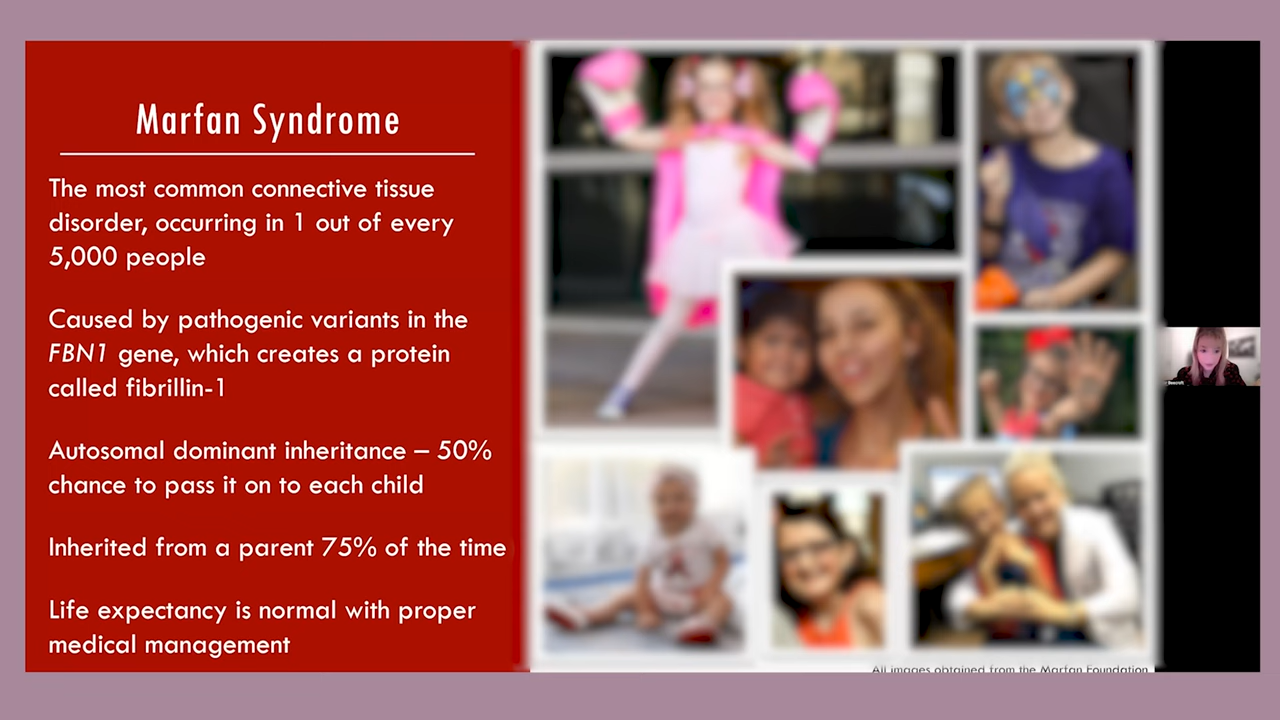 Marfan Syndrome
The most common connective tissue
disorder, occurring in 1 out of every
5,000 people
Caused by pathogenic variants in the
FBN1 gene, which creates a protein
called fibrillin-1
Autosomal dominant inheritance – 50%
chance to pass it on to each child
Inherited from a parent 75% of the time
Life expectancy is normal with proper
medical management
All images obtained from the Marfan Foundation